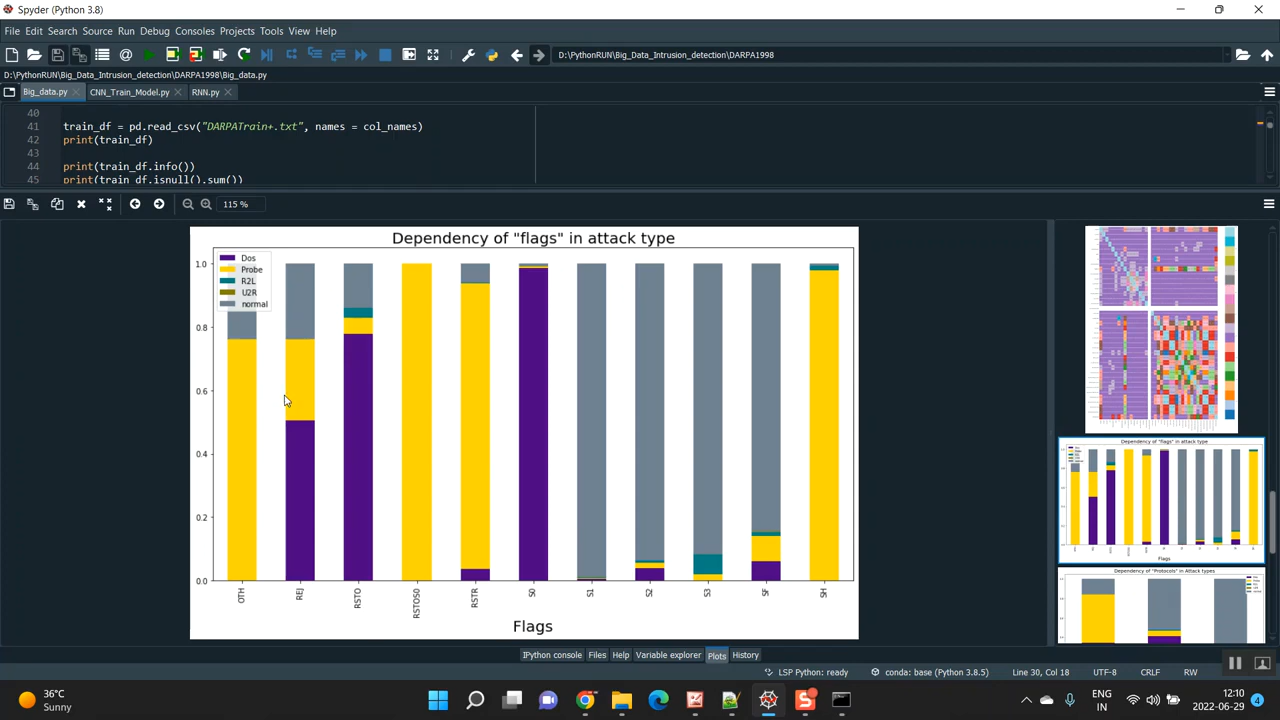 Spyder (Python 3.8)
File Edit Search Source Run Debug Consoles Projects Tools View Help
D:\PythonRUN\Big_Data_Intrusion_detection\DARPA1998
D:\PythonRUN\Big_Data_Intrusion_detection\DARPA1998\Big_data.py
Big_data.py CNN_Train_Model.py RNN.py
40
41 train_df = pd.read_csv("DARPATrain+.txt", names = col_names)
42 print(train_df)
43
44 print(train_df.info())
45 print(train_df.isnull().sum())
115 %
Dependency of "flags" in attack type
Dos
Probe
R2L
U2R
normal
1.0
0.8
0.6
0.4
0.2
0.0
OTH REJ RSTO RSTOS0 RSTR S0 S1 S2 S3 SF SH
Flags
Dependency of "flags" in attack type
Flags
Dependency of "Protocols" in Attack types
IPython console Files Help Variable explorer Plots History
LSP Python: ready conda: base (Python 3.8.5) Line 30, Col 18 UTF-8 CRLF RW
36°C
Sunny
ENG
IN
12:10
2022-06-29
4